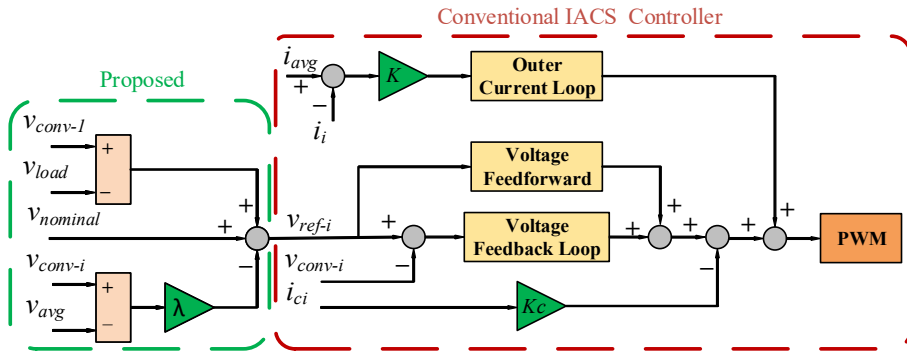 Conventional IACS Controller
Proposed
i_avg
+
−
i_i
K
Outer
Current Loop
v_conv-1
+
v_load
−
v_nominal
+
+
−
v_ref-i
Voltage
Feedforward
+
−
Voltage
Feedback Loop
+
+
+
−
+
+
PWM
v_conv-i
i_ci
Kc
v_conv-i
+
v_avg
−
λ